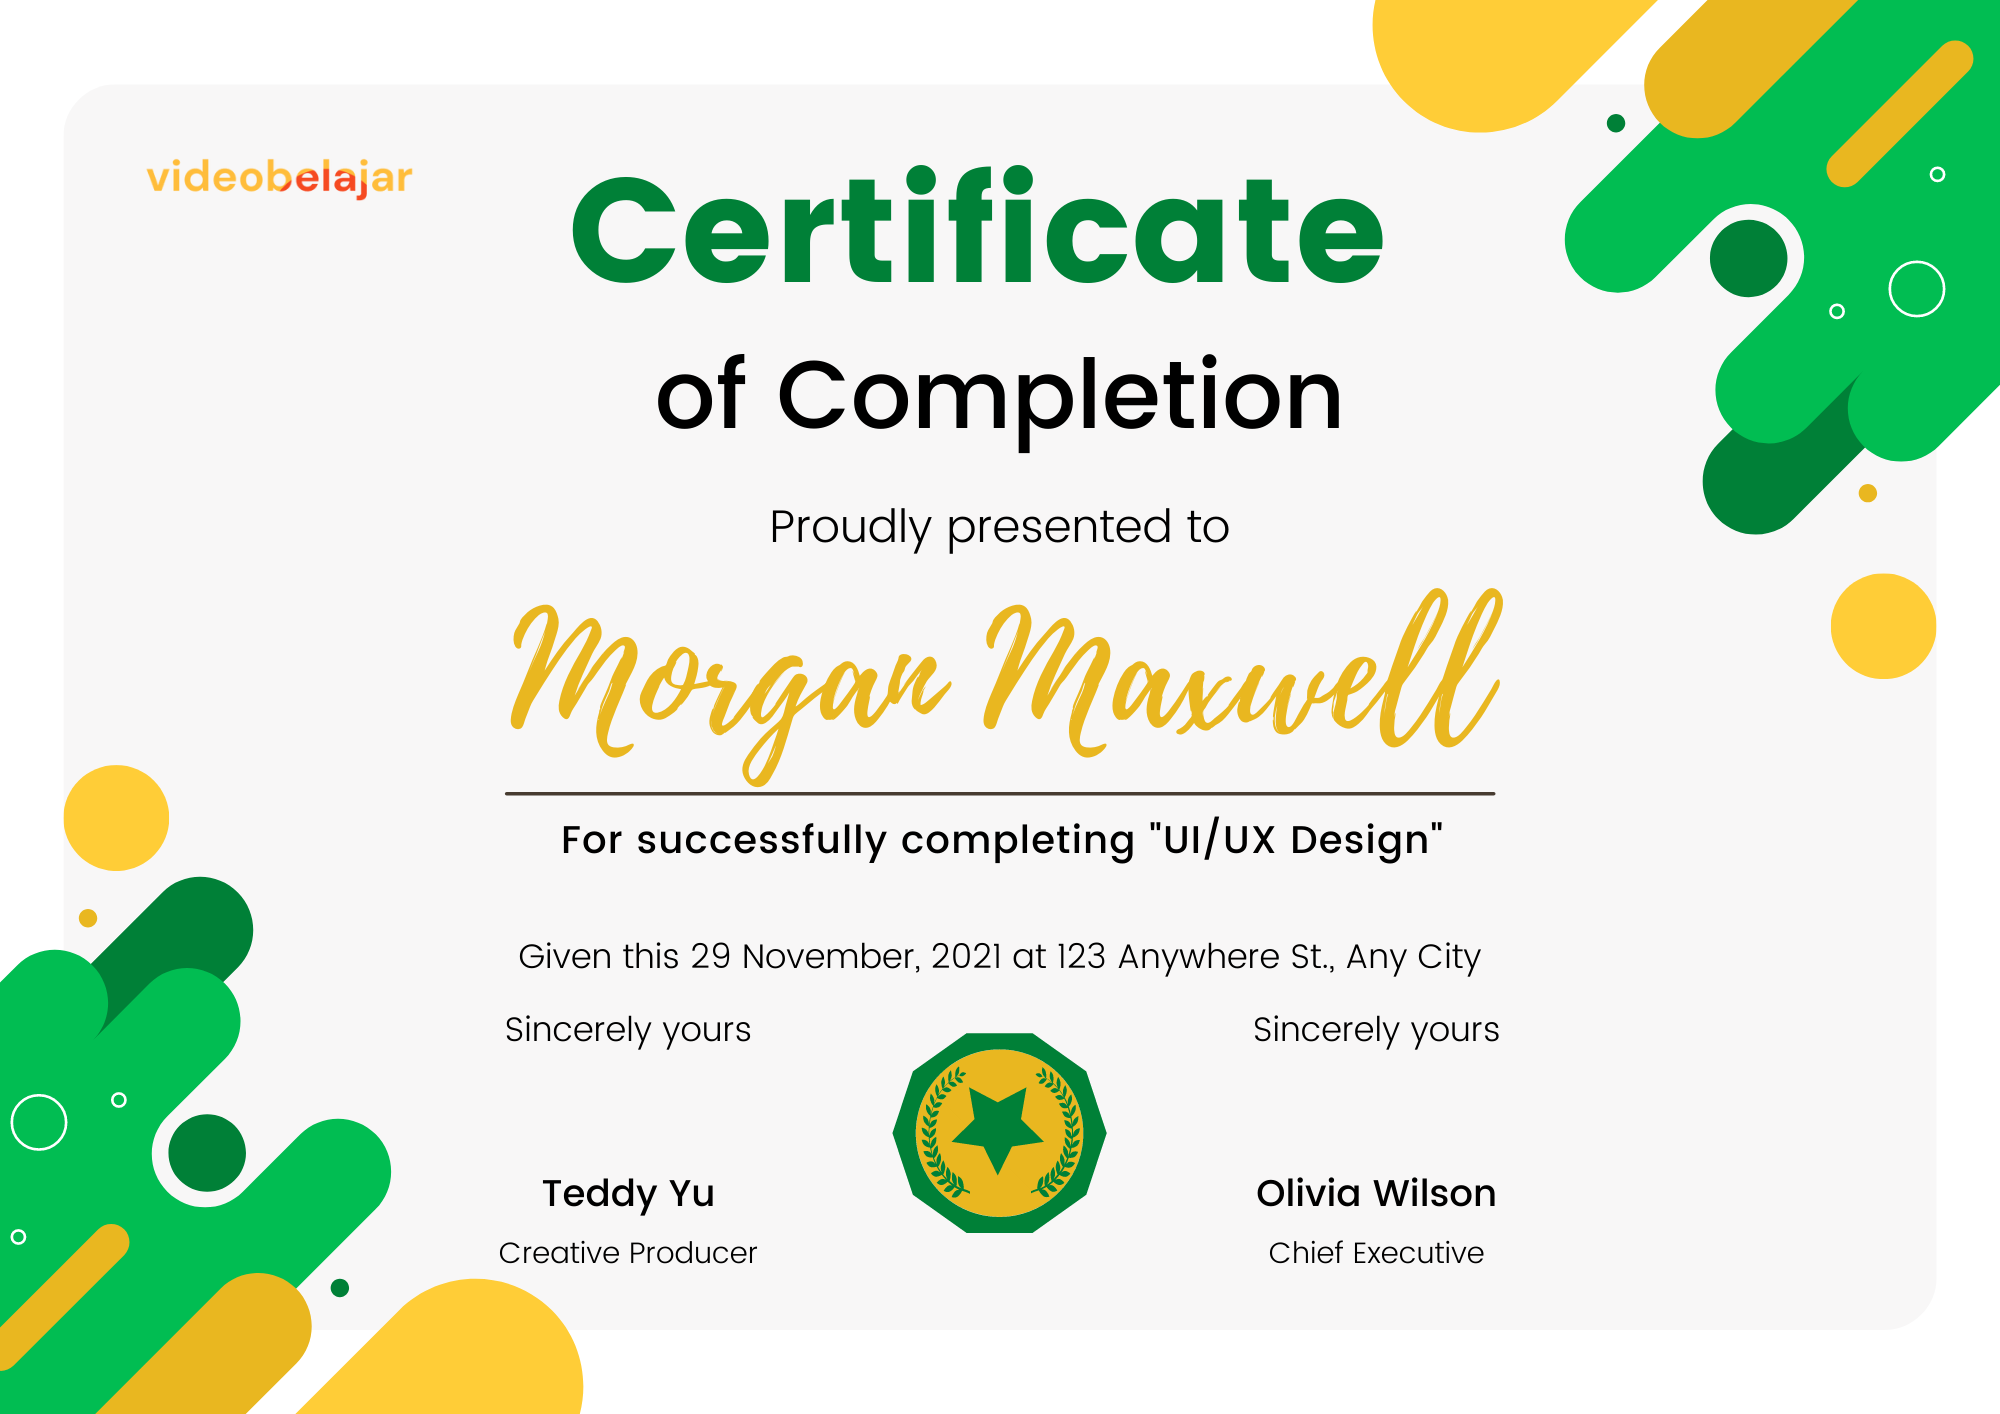 videobelajar
Certificate
of Completion
Proudly presented to
Morgan Maxwell
For successfully completing "UI/UX Design"
Given this 29 November, 2021 at 123 Anywhere St., Any City
Sincerely yours
Sincerely yours
Teddy Yu
Creative Producer
Olivia Wilson
Chief Executive